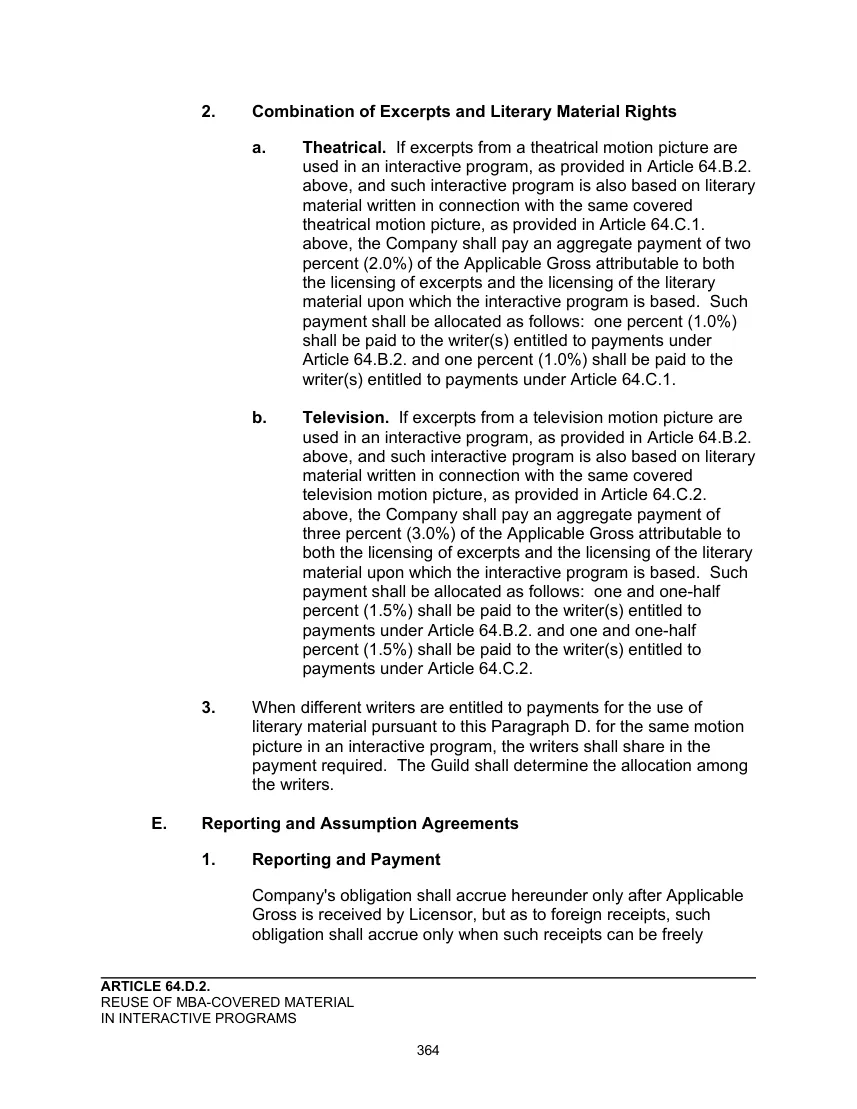 2. Combination of Excerpts and Literary Material Rights
a. Theatrical. If excerpts from a theatrical motion picture are
used in an interactive program, as provided in Article 64.B.2.
above, and such interactive program is also based on literary
material written in connection with the same covered
theatrical motion picture, as provided in Article 64.C.1.
above, the Company shall pay an aggregate payment of two
percent (2.0%) of the Applicable Gross attributable to both
the licensing of excerpts and the licensing of the literary
material upon which the interactive program is based. Such
payment shall be allocated as follows: one percent (1.0%)
shall be paid to the writer(s) entitled to payments under
Article 64.B.2. and one percent (1.0%) shall be paid to the
writer(s) entitled to payments under Article 64.C.1.
b. Television. If excerpts from a television motion picture are
used in an interactive program, as provided in Article 64.B.2.
above, and such interactive program is also based on literary
material written in connection with the same covered
television motion picture, as provided in Article 64.C.2.
above, the Company shall pay an aggregate payment of
three percent (3.0%) of the Applicable Gross attributable to
both the licensing of excerpts and the licensing of the literary
material upon which the interactive program is based. Such
payment shall be allocated as follows: one and one-half
percent (1.5%) shall be paid to the writer(s) entitled to
payments under Article 64.B.2. and one and one-half
percent (1.5%) shall be paid to the writer(s) entitled to
payments under Article 64.C.2.
3. When different writers are entitled to payments for the use of
literary material pursuant to this Paragraph D. for the same motion
picture in an interactive program, the writers shall share in the
payment required. The Guild shall determine the allocation among
the writers.
E. Reporting and Assumption Agreements
1. Reporting and Payment
Company's obligation shall accrue hereunder only after Applicable
Gross is received by Licensor, but as to foreign receipts, such
obligation shall accrue only when such receipts can be freely
ARTICLE 64.D.2.
REUSE OF MBA-COVERED MATERIAL
IN INTERACTIVE PROGRAMS
364